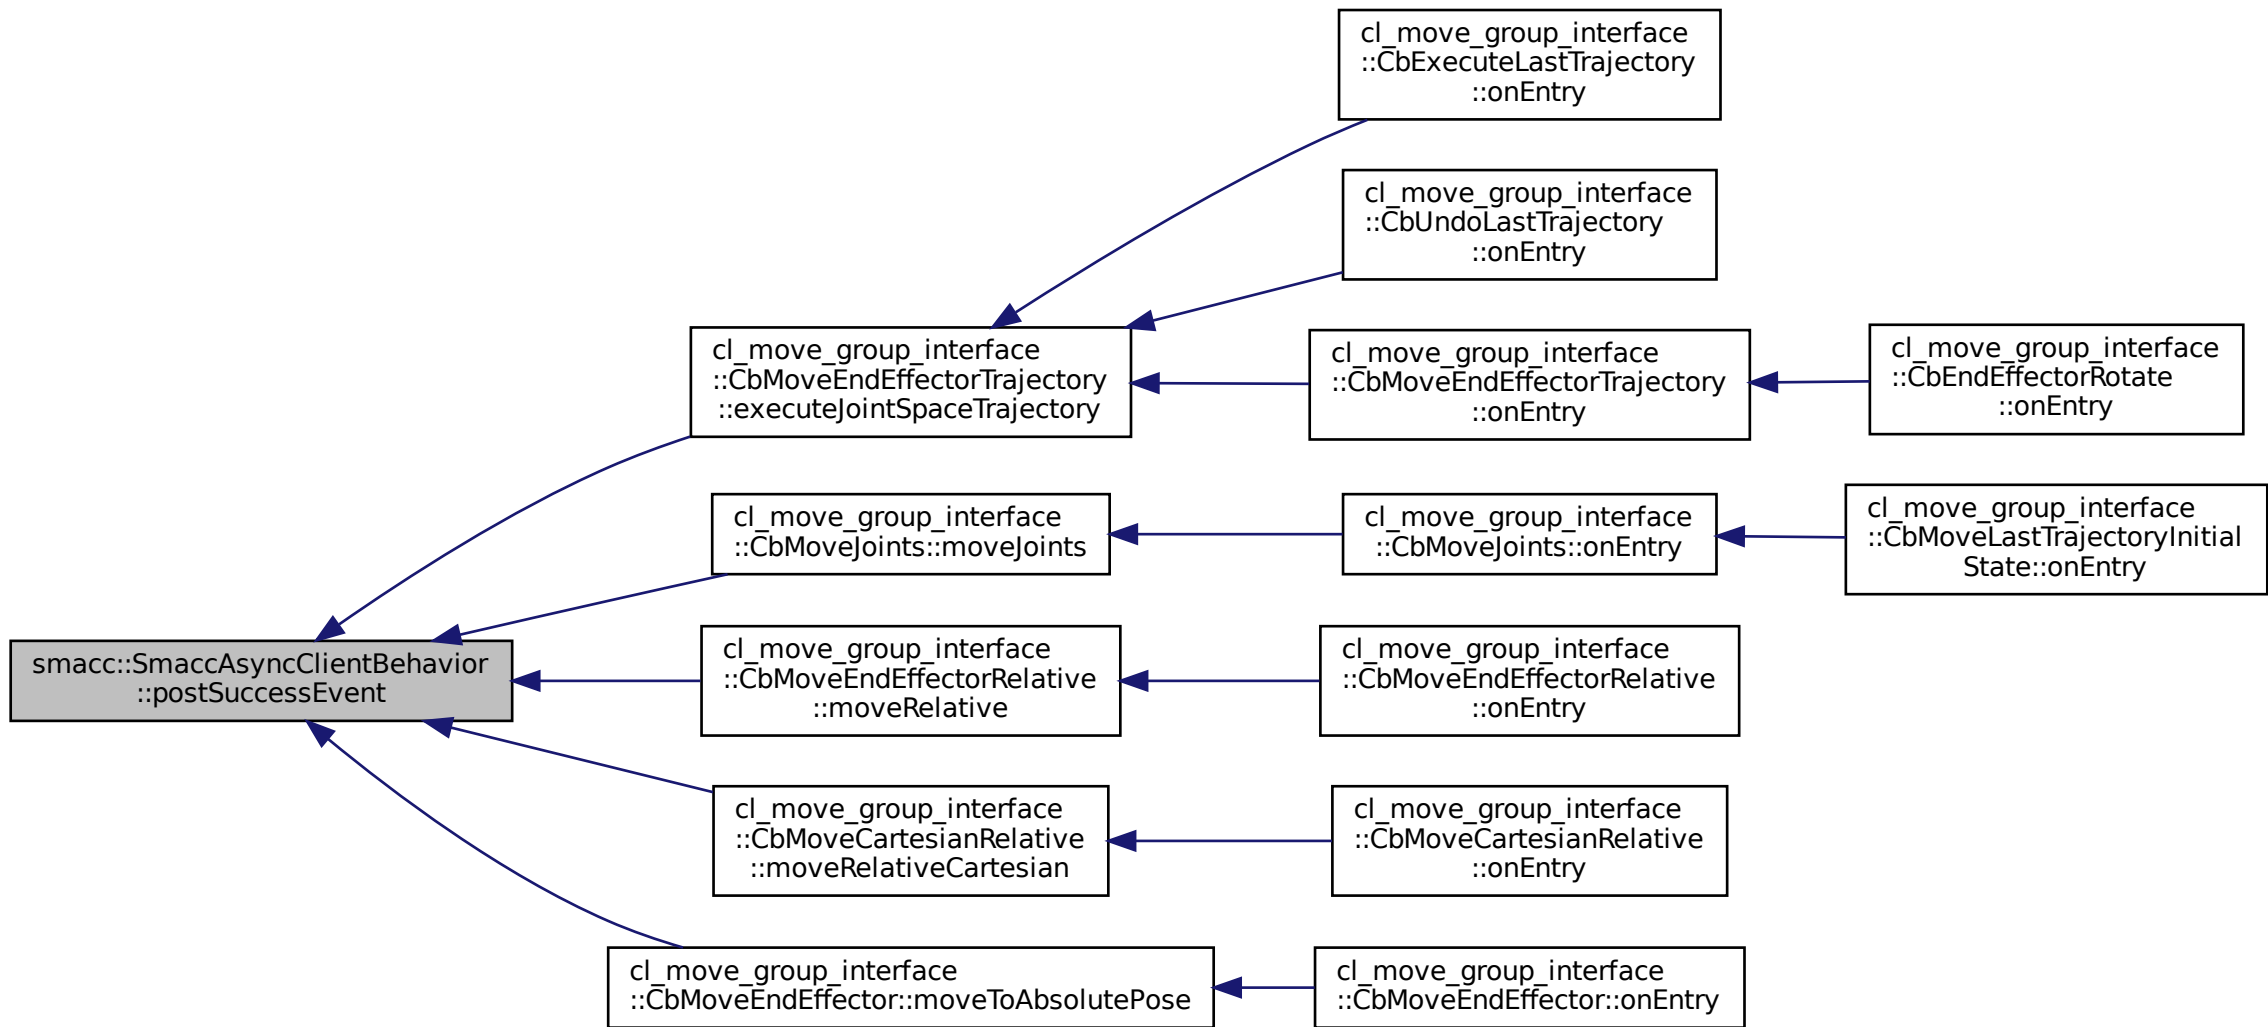 cl_move_group_interface
::CbExecuteLastTrajectory
::onEntry
cl_move_group_interface
::CbUndoLastTrajectory
::onEntry
cl_move_group_interface
::CbMoveEndEffectorTrajectory
::executeJointSpaceTrajectory
cl_move_group_interface
::CbMoveEndEffectorTrajectory
::onEntry
cl_move_group_interface
::CbEndEffectorRotate
::onEntry
cl_move_group_interface
::CbMoveJoints::moveJoints
cl_move_group_interface
::CbMoveJoints::onEntry
cl_move_group_interface
::CbMoveLastTrajectoryInitial
State::onEntry
smacc::SmaccAsyncClientBehavior
::postSuccessEvent
cl_move_group_interface
::CbMoveEndEffectorRelative
::moveRelative
cl_move_group_interface
::CbMoveEndEffectorRelative
::onEntry
cl_move_group_interface
::CbMoveCartesianRelative
::moveRelativeCartesian
cl_move_group_interface
::CbMoveCartesianRelative
::onEntry
cl_move_group_interface
::CbMoveEndEffector::moveToAbsolutePose
cl_move_group_interface
::CbMoveEndEffector::onEntry